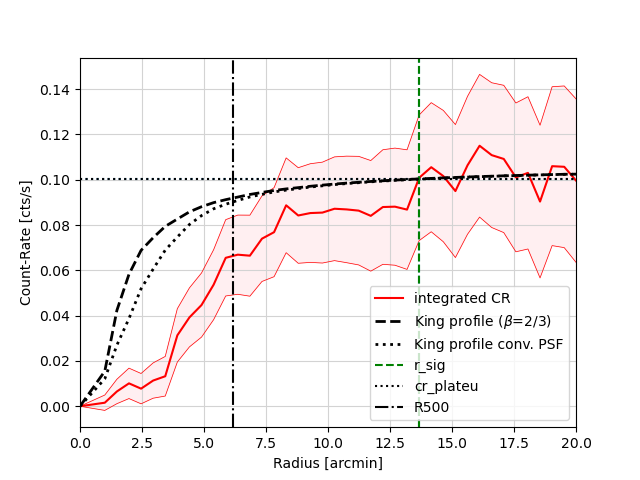 0.14
0.12
0.10
0.08
0.06
0.04
0.02
0.00
Count-Rate [cts/s]
integrated CR
King profile (β=2/3)
King profile conv. PSF
r_sig
cr_plateu
R500
0.0 2.5 5.0 7.5 10.0 12.5 15.0 17.5 20.0
Radius [arcmin]